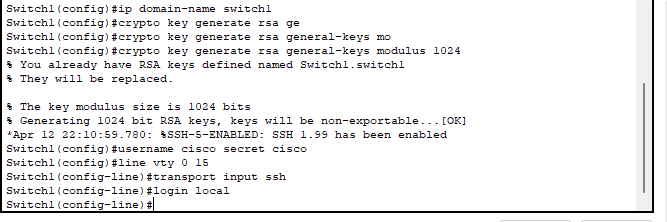 Switch1(config)#ip domain-name switch1
Switch1(config)#crypto key generate rsa ge
Switch1(config)#crypto key generate rsa general-keys mo
Switch1(config)#crypto key generate rsa general-keys modulus 1024
% You already have RSA keys defined named Switch1.switch1
% They will be replaced.
% The key modulus size is 1024 bits
% Generating 1024 bit RSA keys, keys will be non-exportable...[OK]
*Apr 12 22:10:59.780: %SSH-5-ENABLED: SSH 1.99 has been enabled
Switch1(config)#username cisco secret cisco
Switch1(config)#line vty 0 15
Switch1(config-line)#transport input ssh
Switch1(config-line)#login local
Switch1(config-line)#